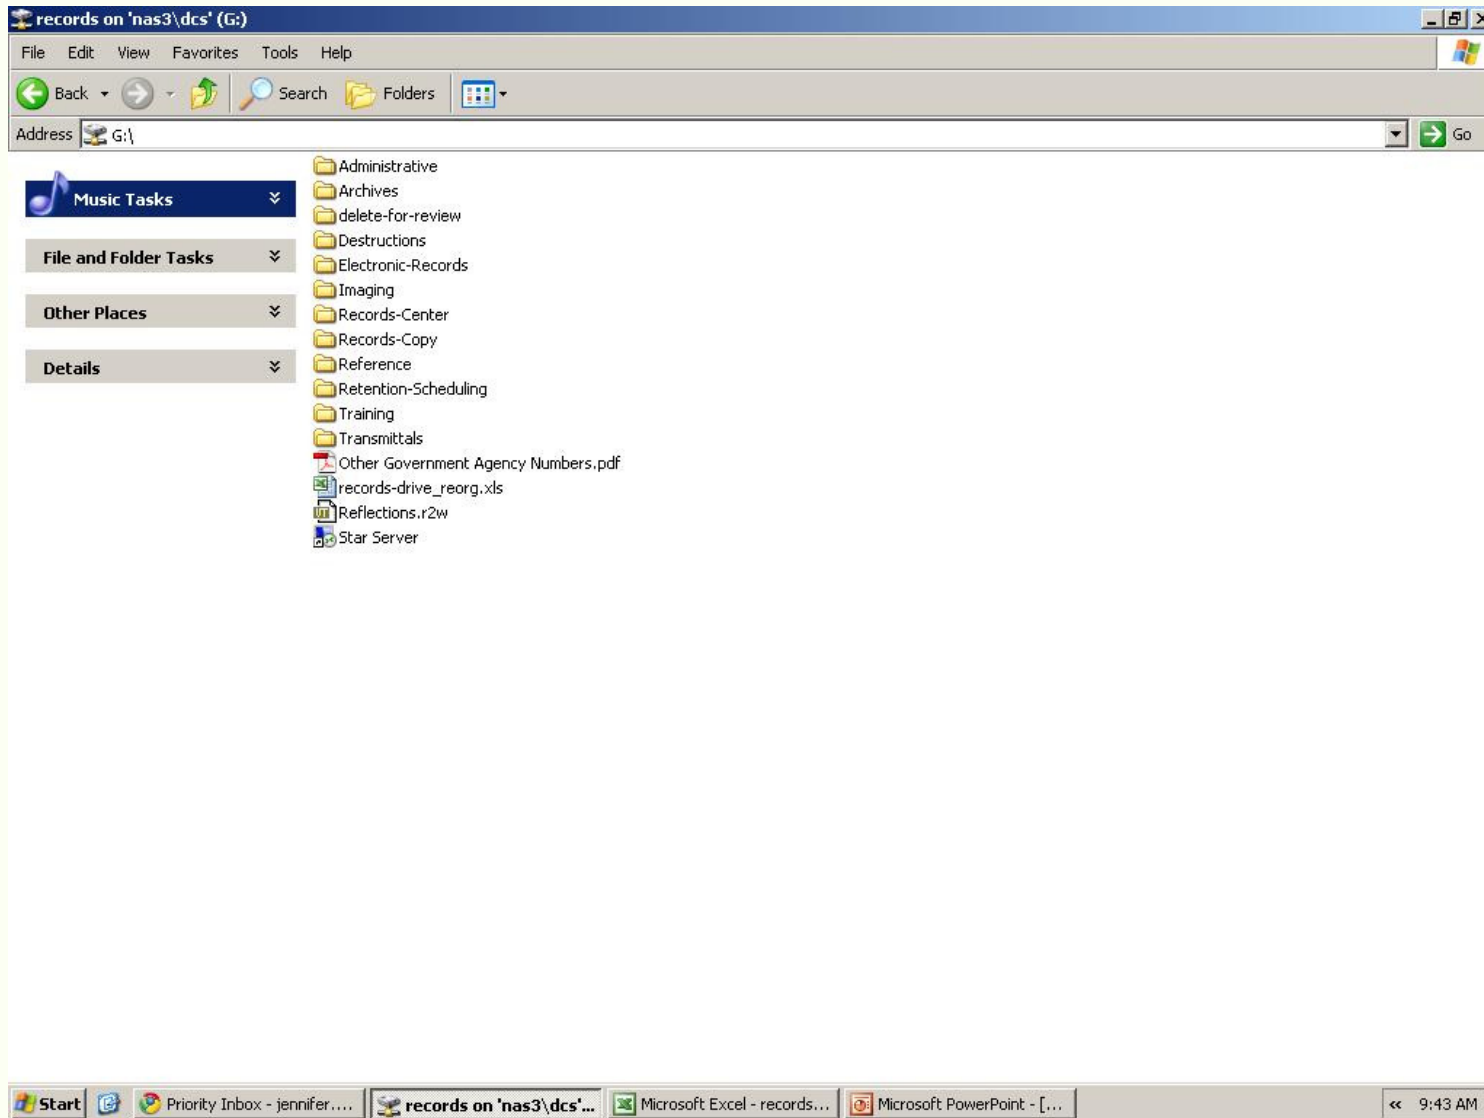 records on 'nas3\dcs' (G:)
File Edit View Favorites Tools Help
Back Search Folders
Address G:\ Go
Music Tasks
File and Folder Tasks
Other Places
Details
Administrative
Archives
delete-for-review
Destructions
Electronic-Records
Imaging
Records-Center
Records-Copy
Reference
Retention-Scheduling
Training
Transmittals
Other Government Agency Numbers.pdf
records-drive_reorg.xls
Reflections.r2w
Star Server
Start Priority Inbox - jennifer.... records on 'nas3\dcs'... Microsoft Excel - records... Microsoft PowerPoint - [... « 9:43 AM